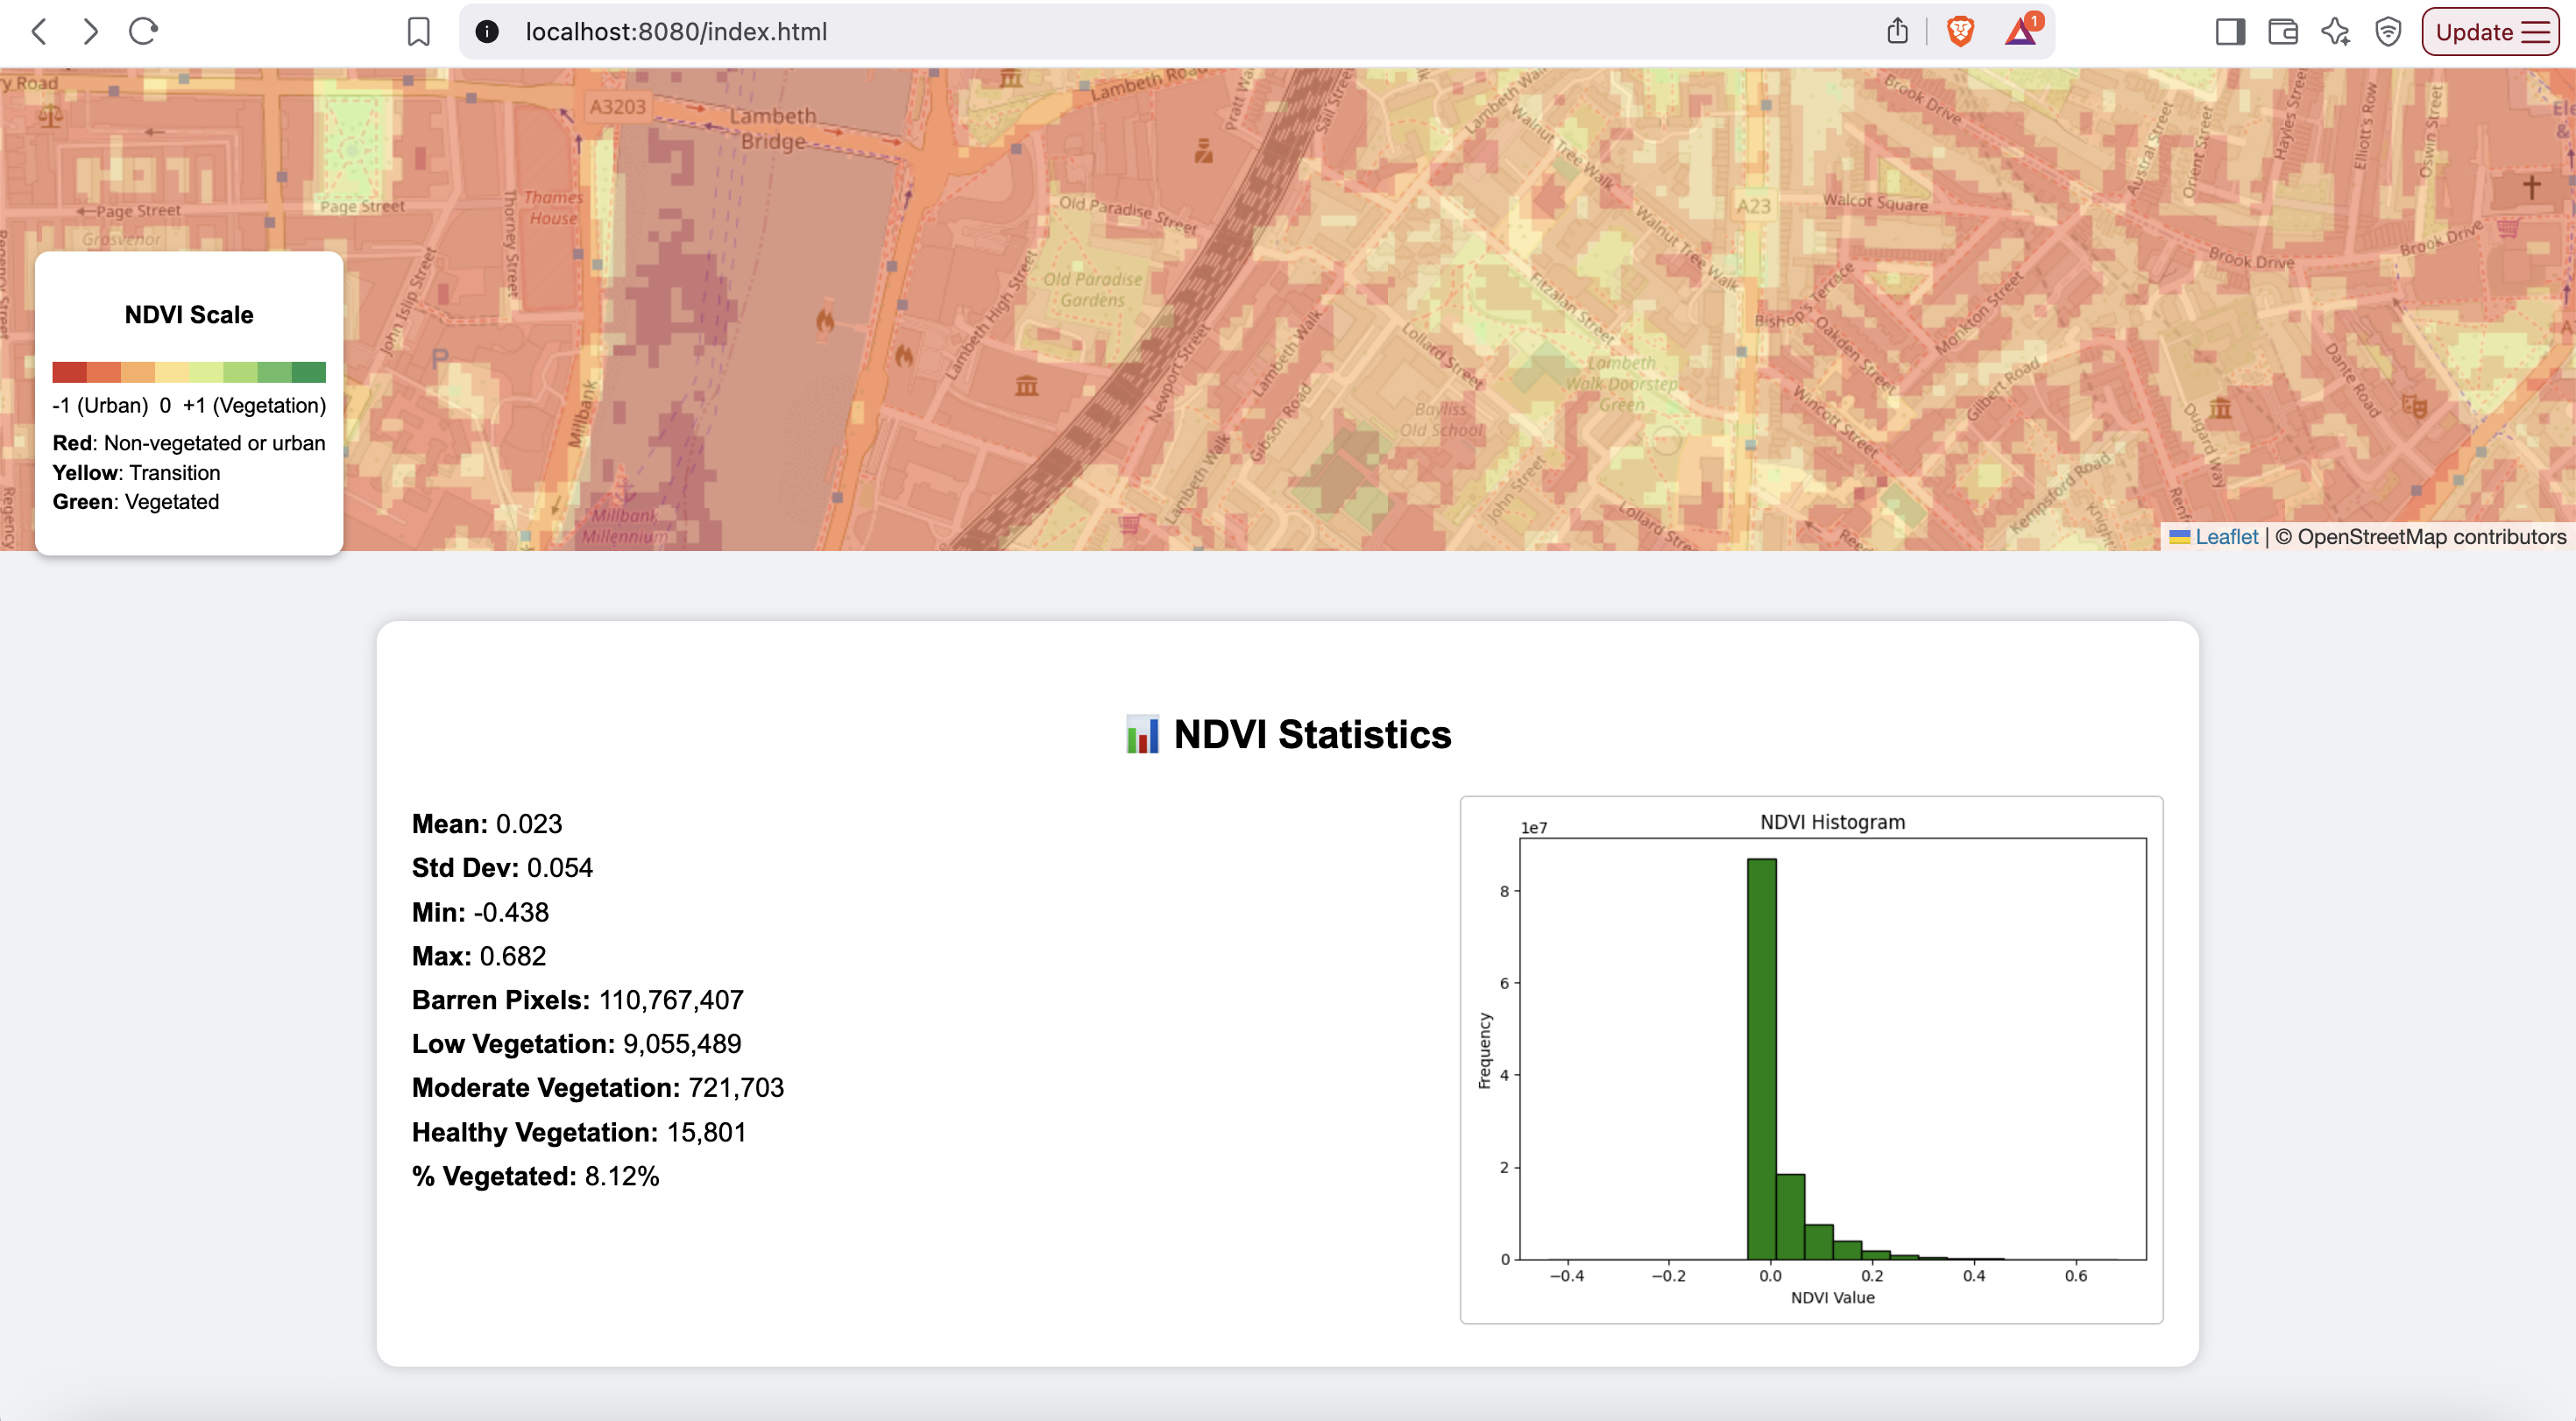 localhost:8080/index.html
1
Update
ry Road
A3203
Lambeth
Bridge
Lambeth Road
Lambeth Walk
Brook Drive
Walnut Tree Walk
Austral Street
Orient Street
Hayles Street
Elliott's Row
Oswin Street
Page Street
Page Street
Thorney Street
Thames
House
Grosvenor
Old Paradise Street
A23
Walcot Square
Walnut Tree Walk
Brook Drive
Brook Drive
John Islip Street
P
Lambeth High Street
Old Paradise
Gardens
Fitzalan Street
Bishop's Terrace
Oakden Street
Monkton Street
Newport Street
Lambeth Walk
Lollard Street
Lambeth
Walk Doorstep
Green
Gilbert Road
Dante Road
Millbank
Gibson Road
Bayliss
Old School
Wincott Street
Dugard Way
Lambeth Walk
John Street
Kempsford Road
Regency
Millbank
Millennium
Lollard Stre
NDVI Scale
-1 (Urban) 0 +1 (Vegetation)
Red: Non-vegetated or urban
Yellow: Transition
Green: Vegetated
Leaflet | © OpenStreetMap contributors
NDVI Statistics
Mean: 0.023
Std Dev: 0.054
Min: -0.438
Max: 0.682
Barren Pixels: 110,767,407
Low Vegetation: 9,055,489
Moderate Vegetation: 721,703
Healthy Vegetation: 15,801
% Vegetated: 8.12%
NDVI Histogram
1e7
8
6
4
2
0
Frequency
−0.4 −0.2 0.0 0.2 0.4 0.6
NDVI Value